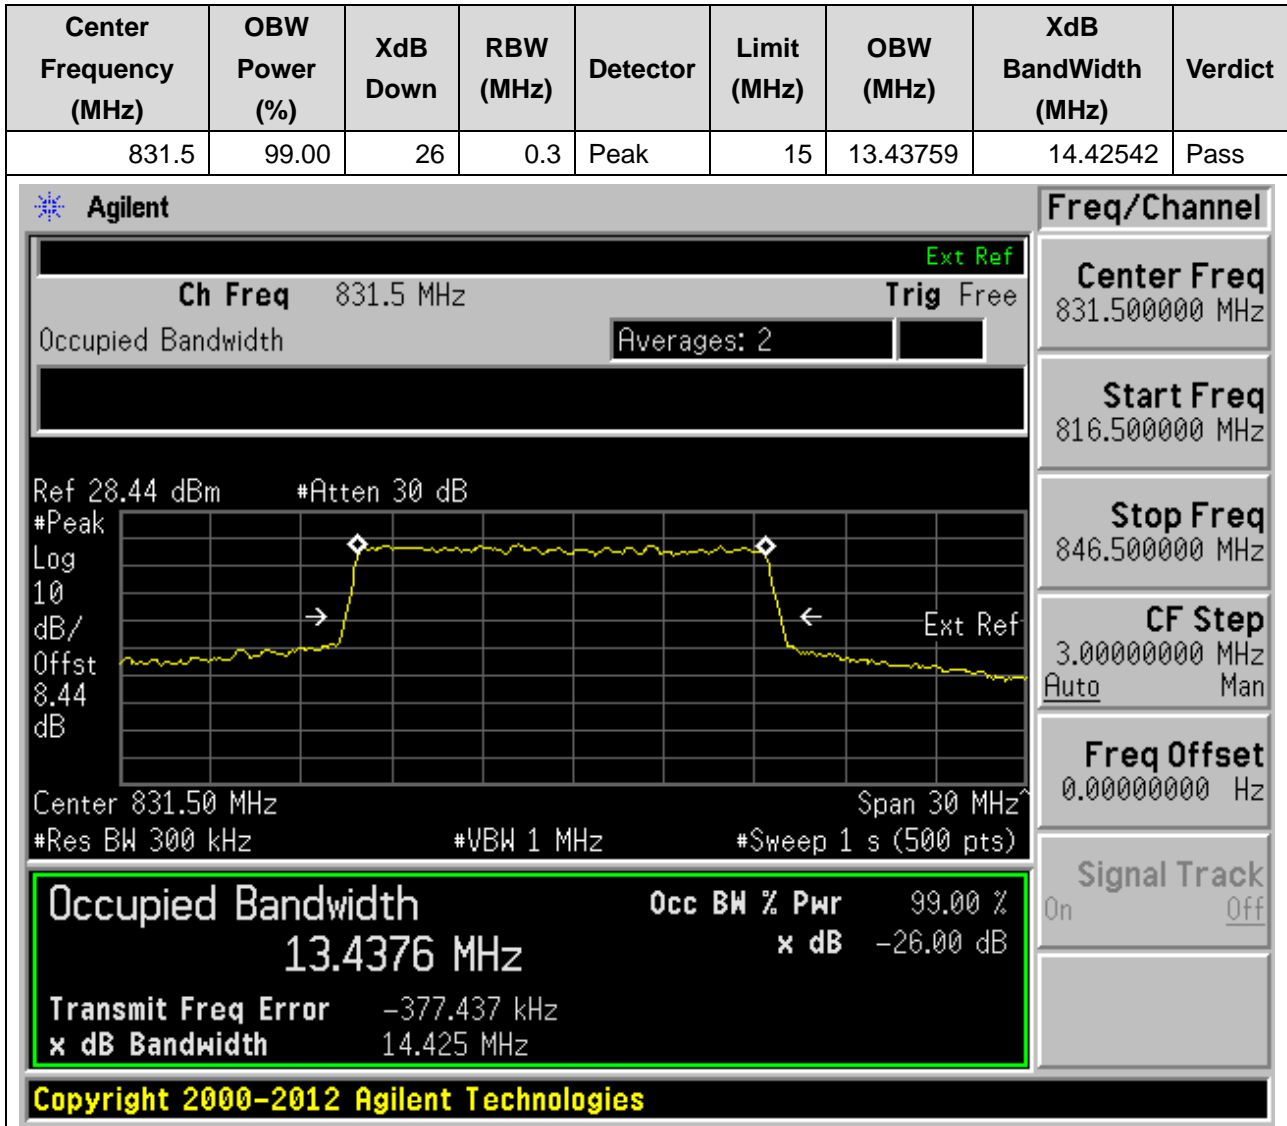 Center Frequency (MHz) OBW Power (%) XdB Down RBW (MHz) Detector Limit (MHz) OBW (MHz) XdB BandWidth (MHz) Verdict
831.5 99.00 26 0.3 Peak 15 13.43759 14.42542 Pass
Agilent
Freq/Channel
Ext Ref
Ch Freq 831.5 MHz Trig Free
Occupied Bandwidth Averages: 2
Ref 28.44 dBm #Atten 30 dB
#Peak
Log
10
dB/
Offst
8.44
dB
Ext Ref
Center 831.50 MHz Span 30 MHz^
#Res BW 300 kHz #VBW 1 MHz #Sweep 1 s (500 pts)
Occupied Bandwidth Occ BW % Pwr 99.00 %
13.4376 MHz x dB -26.00 dB
Transmit Freq Error -377.437 kHz
x dB Bandwidth 14.425 MHz
Center Freq
831.500000 MHz
Start Freq
816.500000 MHz
Stop Freq
846.500000 MHz
CF Step
3.00000000 MHz
Auto Man
Freq Offset
0.00000000 Hz
Signal Track
On Off
Copyright 2000-2012 Agilent Technologies